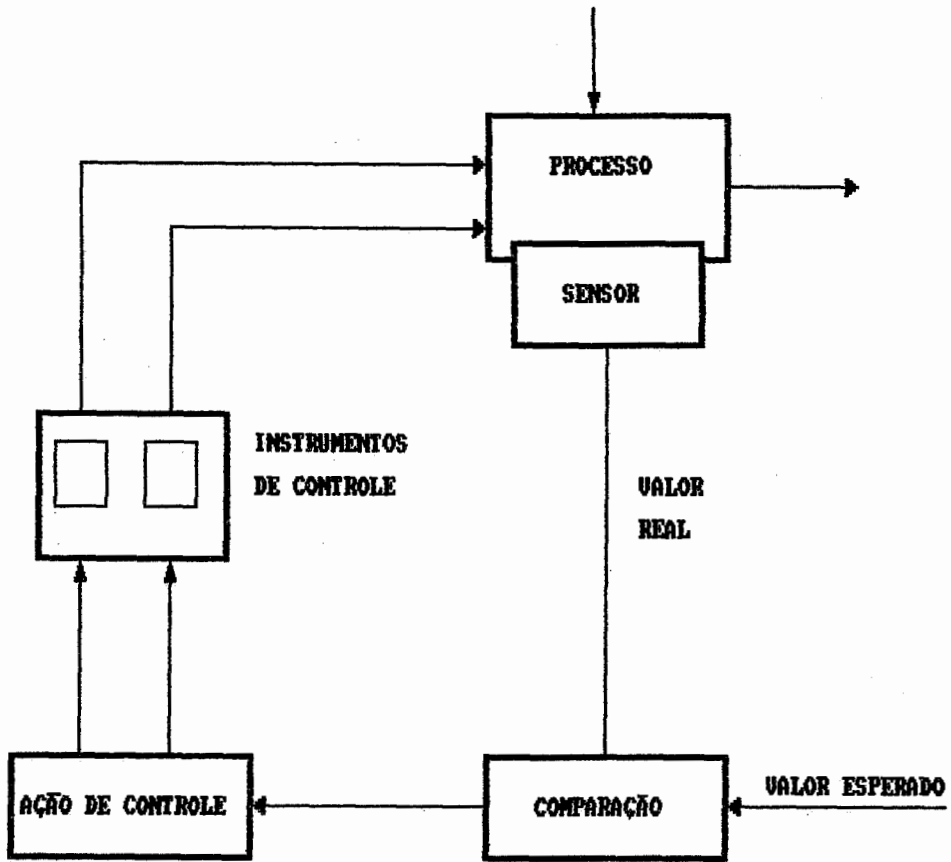 PROCESSO
SENSOR
INSTRUMENTOS
DE CONTROLE
VALOR
REAL
AÇÃO DE CONTROLE
COMPARAÇÃO
VALOR ESPERADO